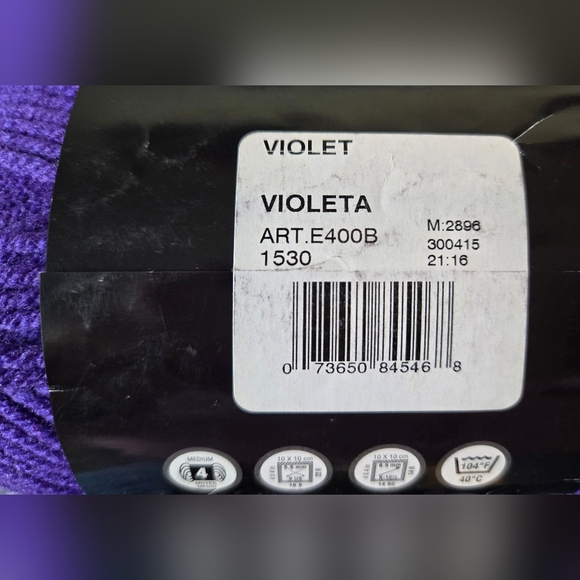 VIOLET
VIOLETA
ART.E400B
1530
M:2896
300415
21:16
0 73650 84546 8
MEDIUM
4
10 X 10 cm
10 X 10 cm
104°F
40°C